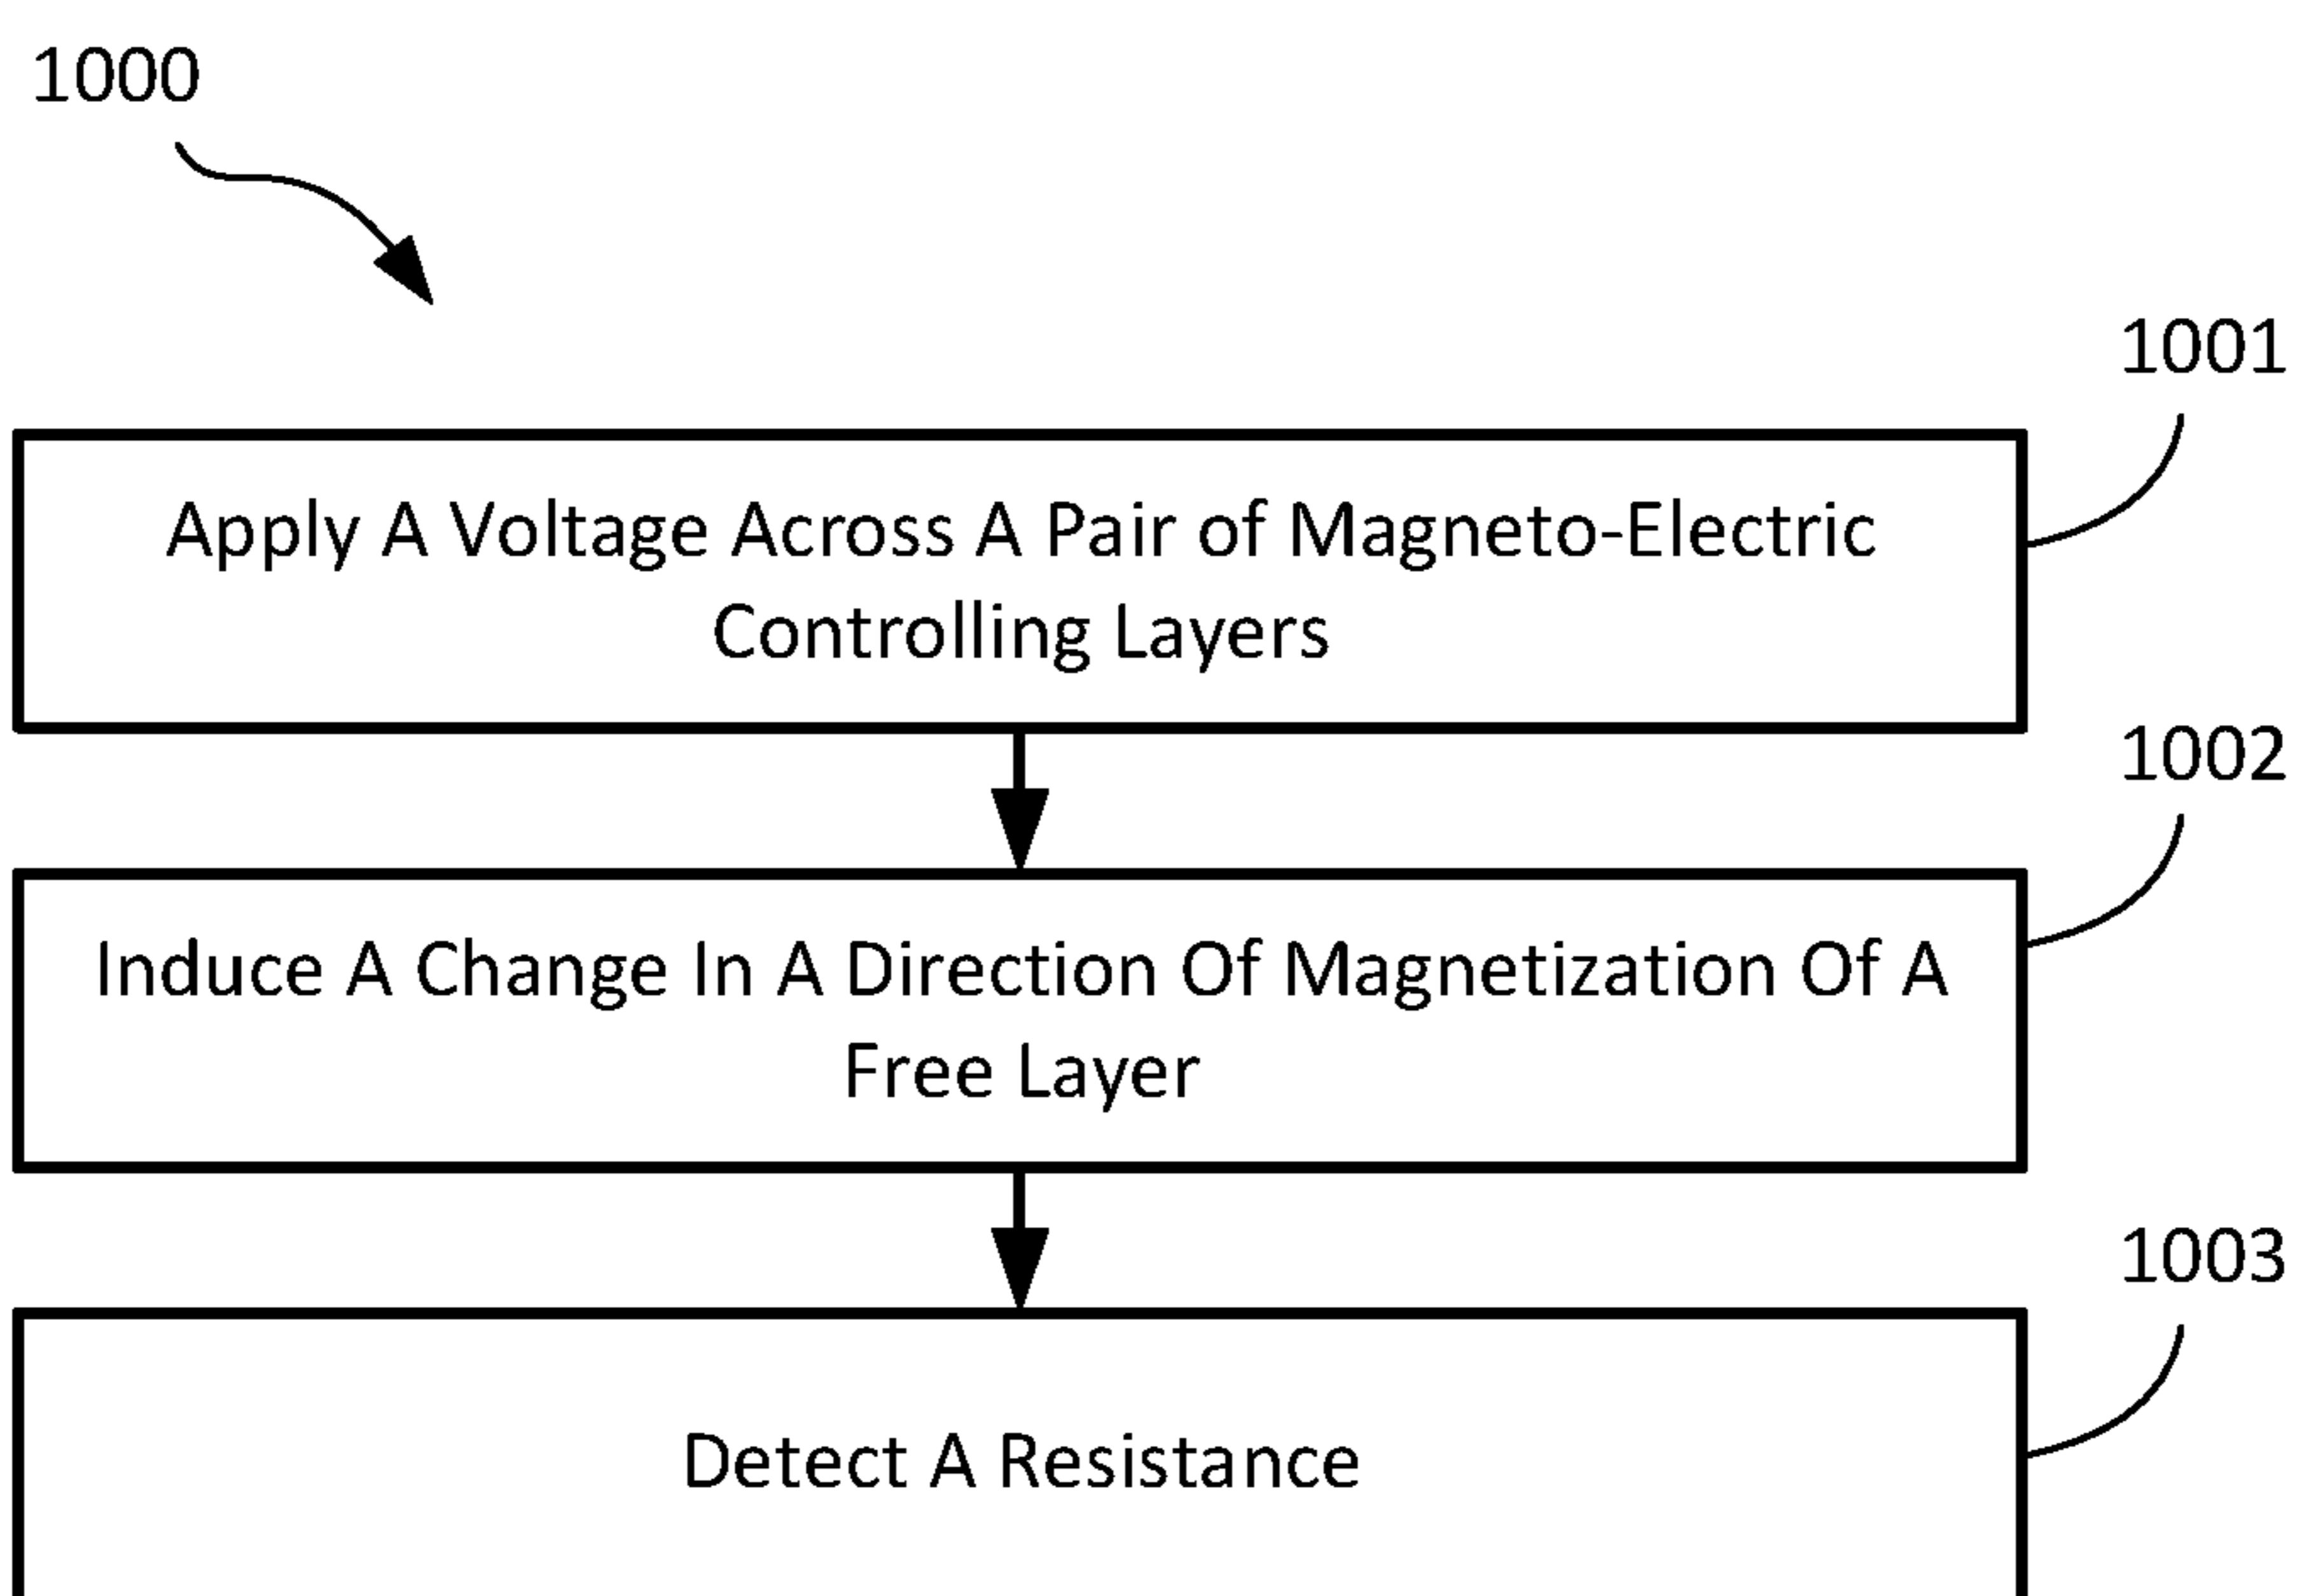 1000
1001
Apply A Voltage Across A Pair of Magneto-Electric
Controlling Layers
1002
Induce A Change In A Direction Of Magnetization Of A
Free Layer
1003
Detect A Resistance